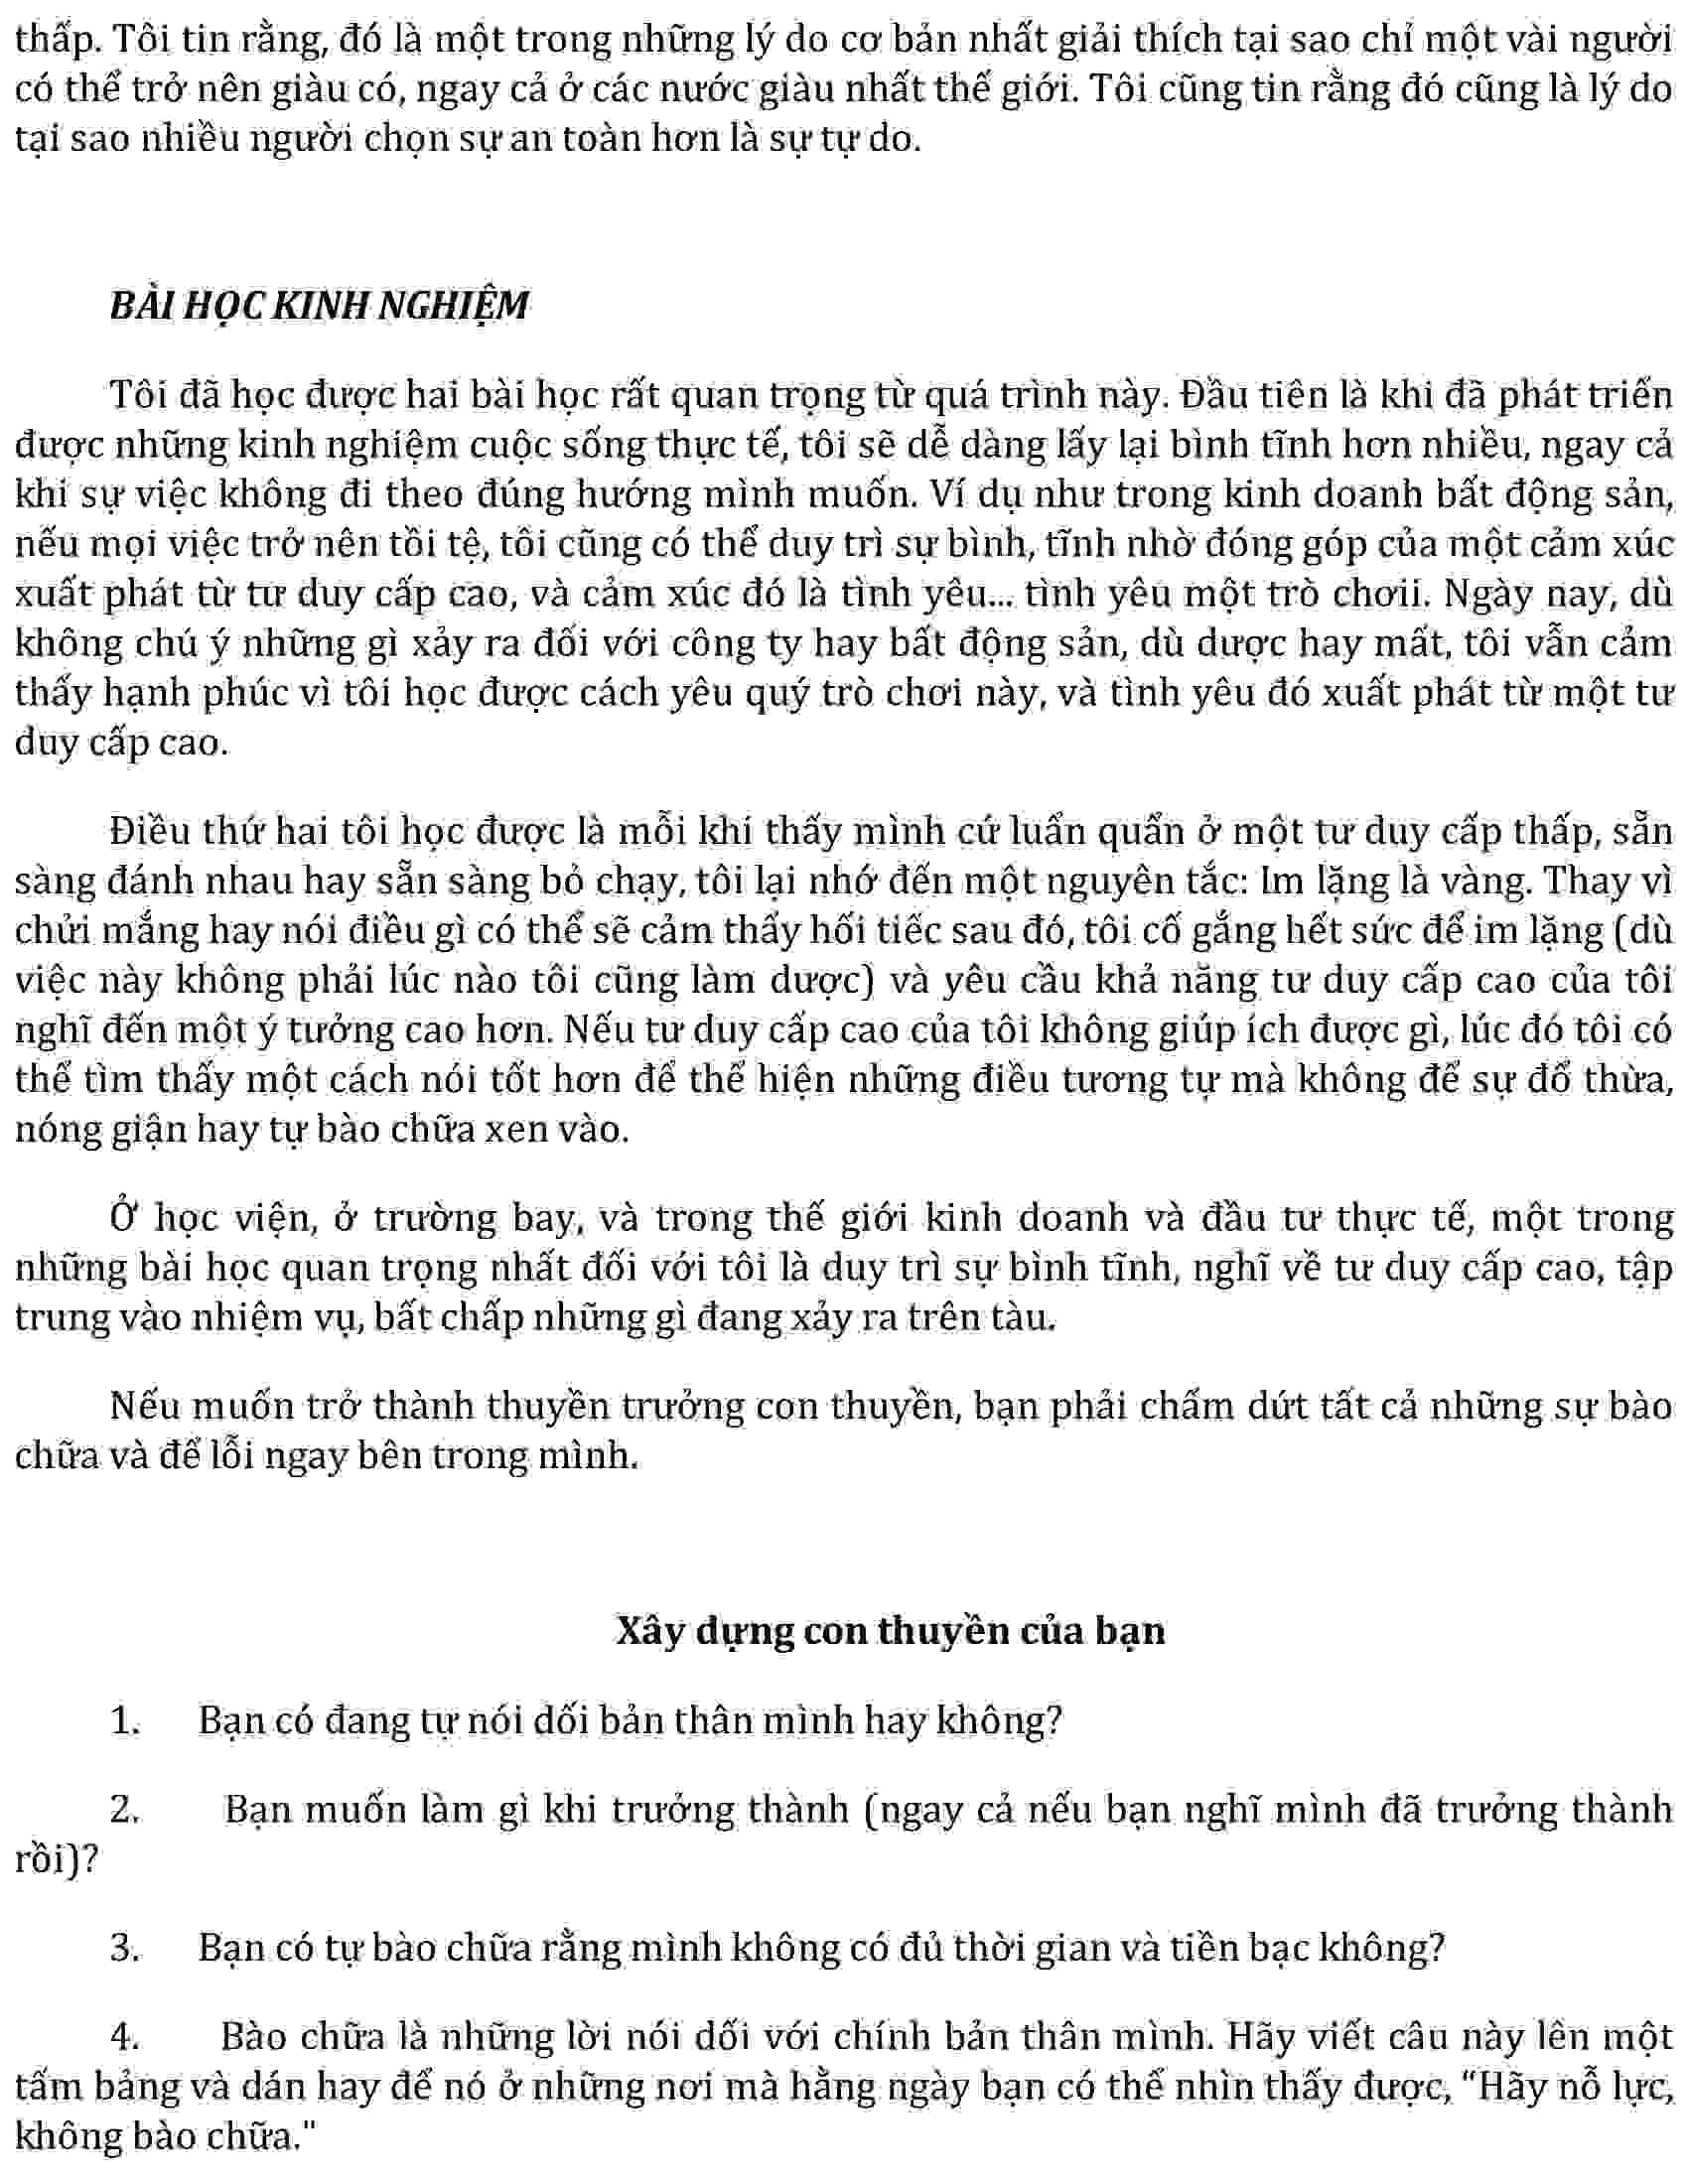 thấp. Tôi tin rằng, đó là một trong những lý do cơ bản nhất giải thích tại sao chỉ một vài người
có thể trở nên giàu có, ngay cả ở các nước giàu nhất thế giới. Tôi cũng tin rằng đó cũng là lý do
tại sao nhiều người chọn sự an toàn hơn là sự tự do.
BÀI HỌC KINH NGHIỆM
Tôi đã học được hai bài học rất quan trọng từ quá trình này. Đầu tiên là khi đã phát triển
được những kinh nghiệm cuộc sống thực tế, tôi sẽ dễ dàng lấy lại bình tĩnh hơn nhiều, ngay cả
khi sự việc không đi theo đúng hướng mình muốn. Ví dụ như trong kinh doanh bất động sản,
nếu mọi việc trở nên tồi tệ, tôi cũng có thể duy trì sự bình, tĩnh nhờ đóng góp của một cảm xúc
xuất phát từ tư duy cấp cao, và cảm xúc đó là tình yêu... tình yêu một trò chơii. Ngày nay, dù
không chú ý những gì xảy ra đối với công ty hay bất động sản, dù dược hay mất, tôi vẫn cảm
thấy hạnh phúc vì tôi học được cách yêu quý trò chơi này, và tình yêu đó xuất phát từ một tư
duy cấp cao.
Điều thứ hai tôi học được là mỗi khi thấy mình cứ luẩn quẩn ở một tư duy cấp thấp, sẵn
sàng đánh nhau hay sẵn sàng bỏ chạy, tôi lại nhớ đến một nguyên tắc: Im lặng là vàng. Thay vì
chửi mắng hay nói điều gì có thể sẽ cảm thấy hối tiếc sau đó, tôi cố gắng hết sức để im lặng (dù
việc này không phải lúc nào tôi cũng làm dược) và yêu cầu khả năng tư duy cấp cao của tôi
nghĩ đến một ý tưởng cao hơn. Nếu tư duy cấp cao của tôi không giúp ích được gì, lúc đó tôi có
thể tìm thấy một cách nói tốt hơn để thể hiện những điều tương tự mà không để sự đổ thừa,
nóng giận hay tự bào chữa xen vào.
Ở học viện, ở trường bay, và trong thế giới kinh doanh và đầu tư thực tế, một trong
những bài học quan trọng nhất đối với tôi là duy trì sự bình tĩnh, nghĩ về tư duy cấp cao, tập
trung vào nhiệm vụ, bất chấp những gì đang xảy ra trên tàu.
Nếu muốn trở thành thuyền trưởng con thuyền, bạn phải chấm dứt tất cả những sự bào
chữa và để lỗi ngay bên trong mình.
Xây dựng con thuyền của bạn
1. Bạn có đang tự nói dối bản thân mình hay không?
2. Bạn muốn làm gì khi trưởng thành (ngay cả nếu bạn nghĩ mình đã trưởng thành
rồi)?
3. Bạn có tự bào chữa rằng mình không có đủ thời gian và tiền bạc không?
4. Bào chữa là những lời nói dối với chính bản thân mình. Hãy viết câu này lên một
tấm bảng và dán hay để nó ở những nơi mà hằng ngày bạn có thể nhìn thấy được, “Hãy nỗ lực,
không bào chữa."